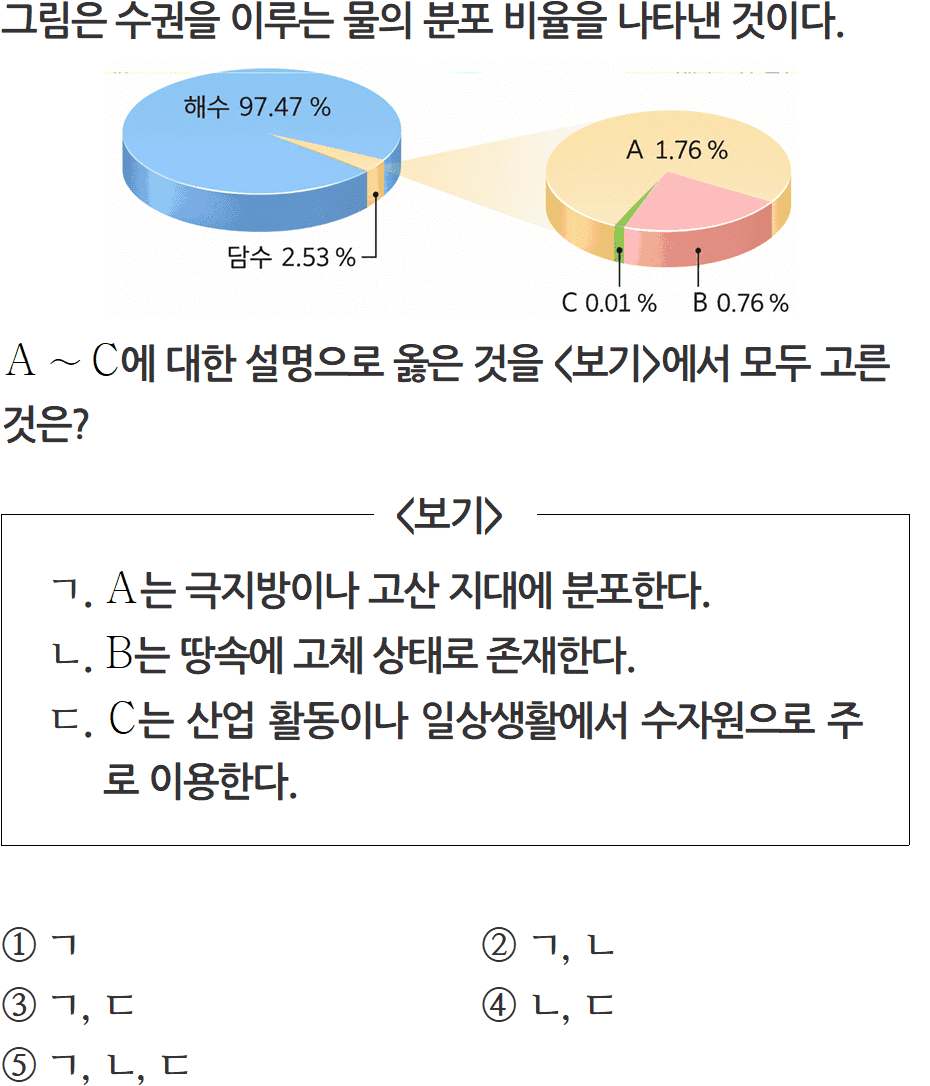 그림은 수권을 이루는 물의 분포 비율을 나타낸 것이다.
해수 97.47 %
담수 2.53 %
A 1.76 %
C 0.01 %
B 0.76 %
A ~ C에 대한 설명으로 옳은 것을 <보기>에서 모두 고른
것은?
<보기>
ㄱ. A는 극지방이나 고산 지대에 분포한다.
ㄴ. B는 땅속에 고체 상태로 존재한다.
ㄷ. C는 산업 활동이나 일상생활에서 수자원으로 주
로 이용한다.
① ㄱ ② ㄱ, ㄴ
③ ㄱ, ㄷ ④ ㄴ, ㄷ
⑤ ㄱ, ㄴ, ㄷ